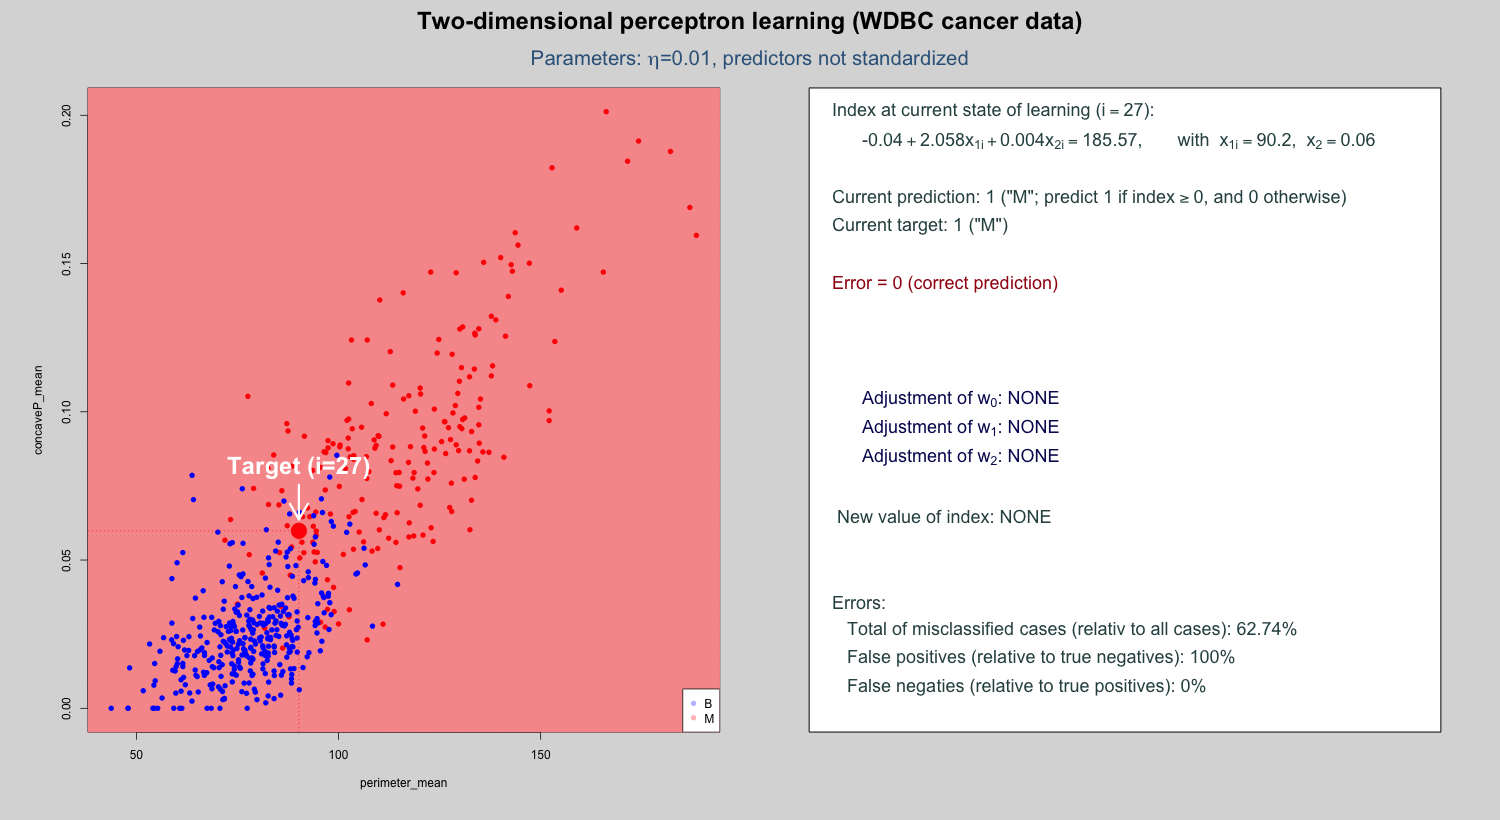 Two-dimensional perceptron learning (WDBC cancer data)
Parameters: η=0.01, predictors not standardized
0.20
0.15
0.10
0.05
0.00
concaveP_mean
Target (i=27)
B
M
50
100
150
perimeter_mean
Index at current state of learning (i = 27):
-0.04 + 2.058x1i + 0.004x2i = 185.57, with x1i = 90.2, x2 = 0.06
Current prediction: 1 ("M"; predict 1 if index ≥ 0, and 0 otherwise)
Current target: 1 ("M")
Error = 0 (correct prediction)
Adjustment of w0: NONE
Adjustment of w1: NONE
Adjustment of w2: NONE
New value of index: NONE
Errors:
Total of misclassified cases (relativ to all cases): 62.74%
False positives (relative to true negatives): 100%
False negaties (relative to true positives): 0%